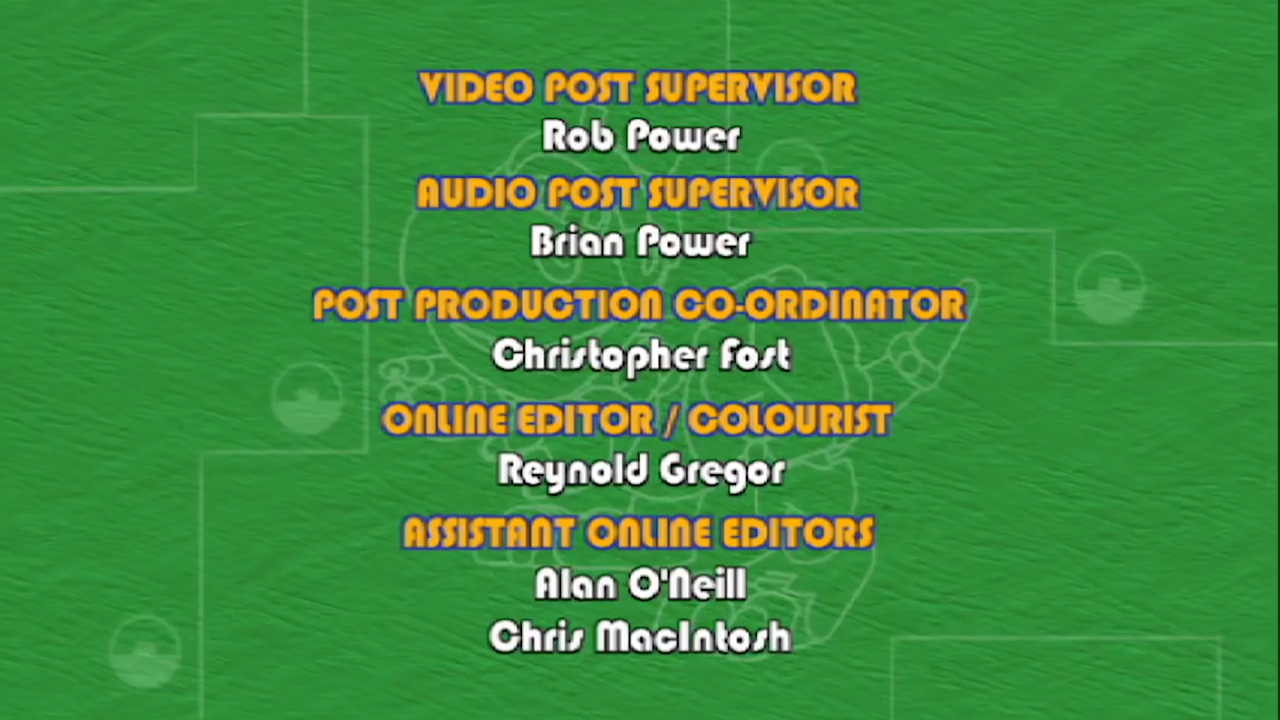 VIDEO POST SUPERVISOR
Rob Power
AUDIO POST SUPERVISOR
Brian Power
POST PRODUCTION CO-ORDINATOR
Christopher Fost
ONLINE EDITOR / COLOURIST
Reynold Gregor
ASSISTANT ONLINE EDITORS
Alan O'Neill
Chris MacIntosh